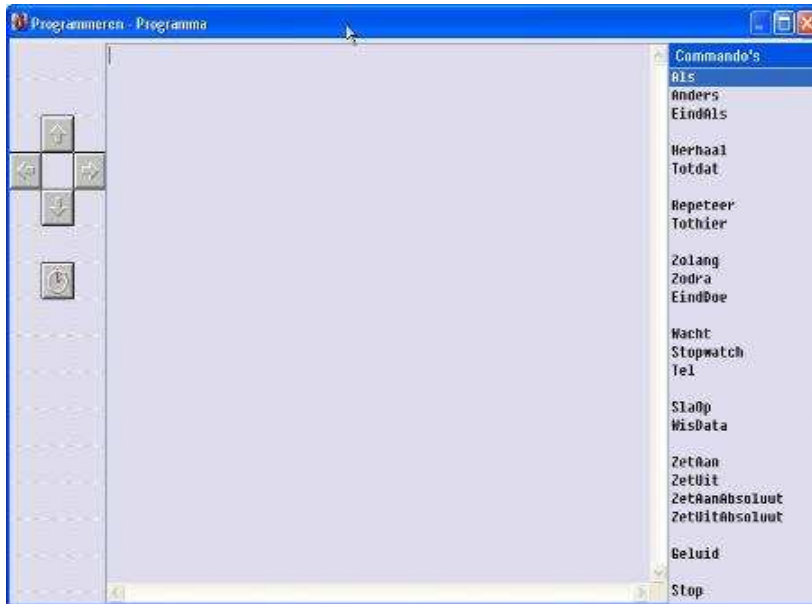 Programmeren - Programma
Commando's
Als
Anders
EindAls
Herhaal
Totdat
Repeteer
Tothier
Zolang
Zodra
EindDoe
Wacht
Stopwatch
Tel
SlaOp
WisData
ZetAan
ZetUit
ZetAanAbsoluut
ZetUitAbsoluut
Geluid
Stop